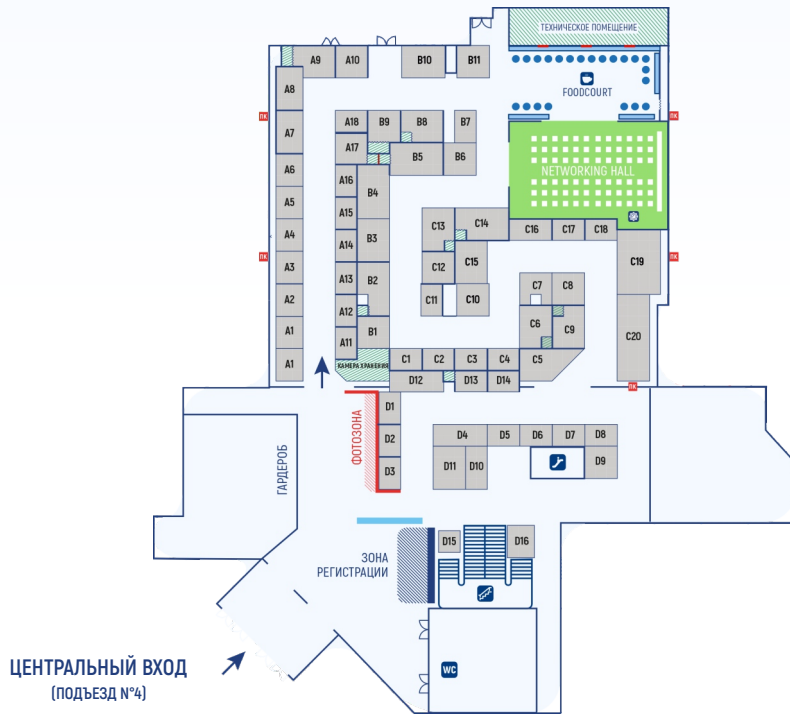 ТЕХНИЧЕСКОЕ ПОМЕЩЕНИЕ
A9 A10 B10 B11
FOODCOURT
A8
ПК ПК
A18 B9 B8 B7
A7
A17 B5 B6
A6 A16 B4 NETWORKING HALL
A5 A15
C13 C14 C16 C17 C18
A4 A14 B3
ПК ПК
A3 A13 B2 C12 C15 C19
A2 A12 C11 C10 C7 C8
A1 A11 B1 C6 C9 C20
A1 КАМЕРА ХРАНЕНИЯ C1 C2 C3 C4 C5
D12 D13 D14
ПК
D1
ФОТОЗОНА
D2 D4 D5 D6 D7 D8
ГАРДЕРОБ
D3 D11 D10 D9
D15 D16
ЗОНА
РЕГИСТРАЦИИ
WC
ЦЕНТРАЛЬНЫЙ ВХОД
(ПОДЪЕЗД №4)